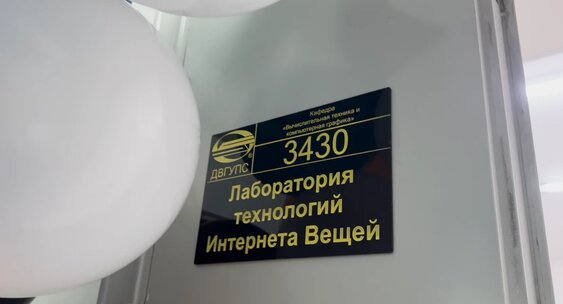 Кафедра
«Вычислительная техника и
компьютерная графика»
3430
ДВГУПС
Лаборатория
технологий
Интернета Вещей